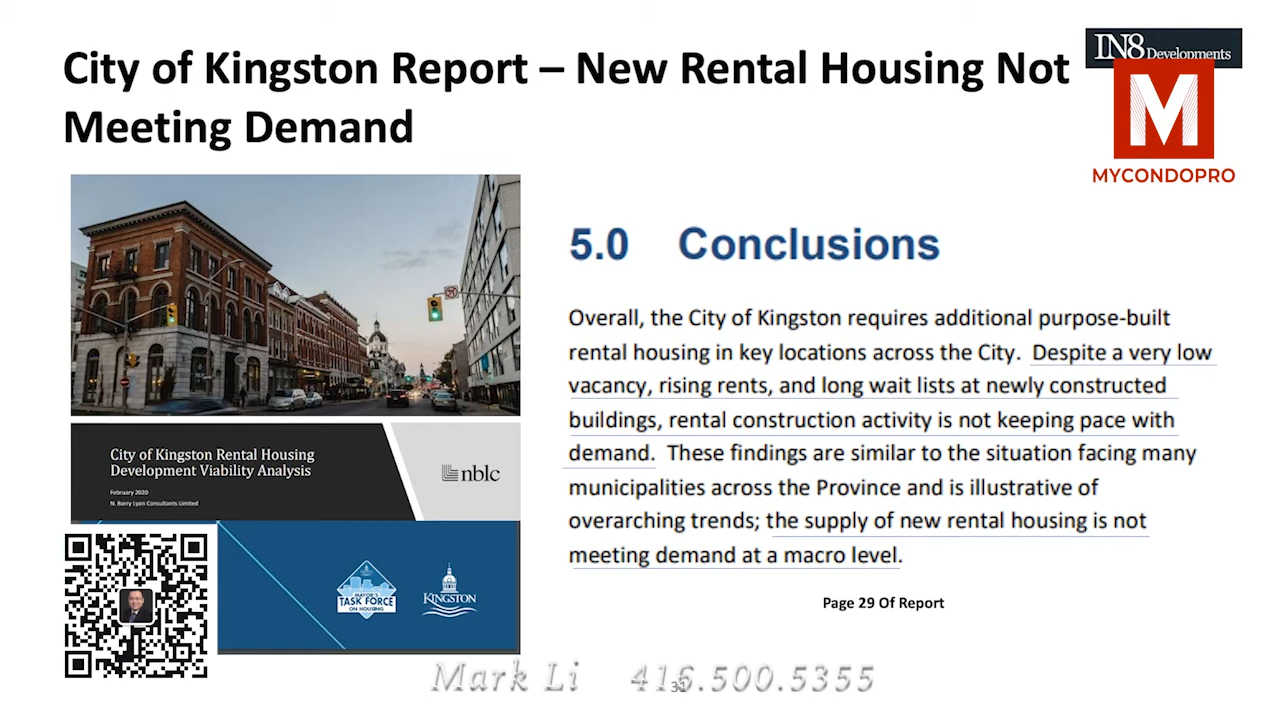 City of Kingston Report – New Rental Housing Not
Meeting Demand
IN8 Developments
M
MYCONDOPRO
5.0 Conclusions
Overall, the City of Kingston requires additional purpose-built
rental housing in key locations across the City. Despite a very low
vacancy, rising rents, and long wait lists at newly constructed
buildings, rental construction activity is not keeping pace with
demand. These findings are similar to the situation facing many
municipalities across the Province and is illustrative of
overarching trends; the supply of new rental housing is not
meeting demand at a macro level.
Page 29 Of Report
City of Kingston Rental Housing
Development Viability Analysis
February 2020
N. Barry Lyon Consultants Limited
nblc
MAYOR'S
TASK FORCE
ON HOUSING
KINGSTON
Mark Li 416.500.5355
31